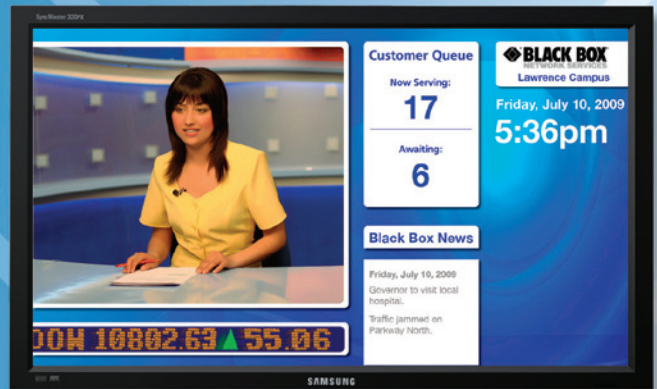 SyncMaster 320PX
Customer Queue
Now Serving:
17
Awaiting:
6
BLACK BOX
NETWORK SERVICES
Lawrence Campus
Friday, July 10, 2009
5:36pm
Black Box News
Friday, July 10, 2009
Governor to visit local
hospital.
Traffic jammed on
Parkway North.
DOW 10802.63 ▲ 55.06
SAMSUNG